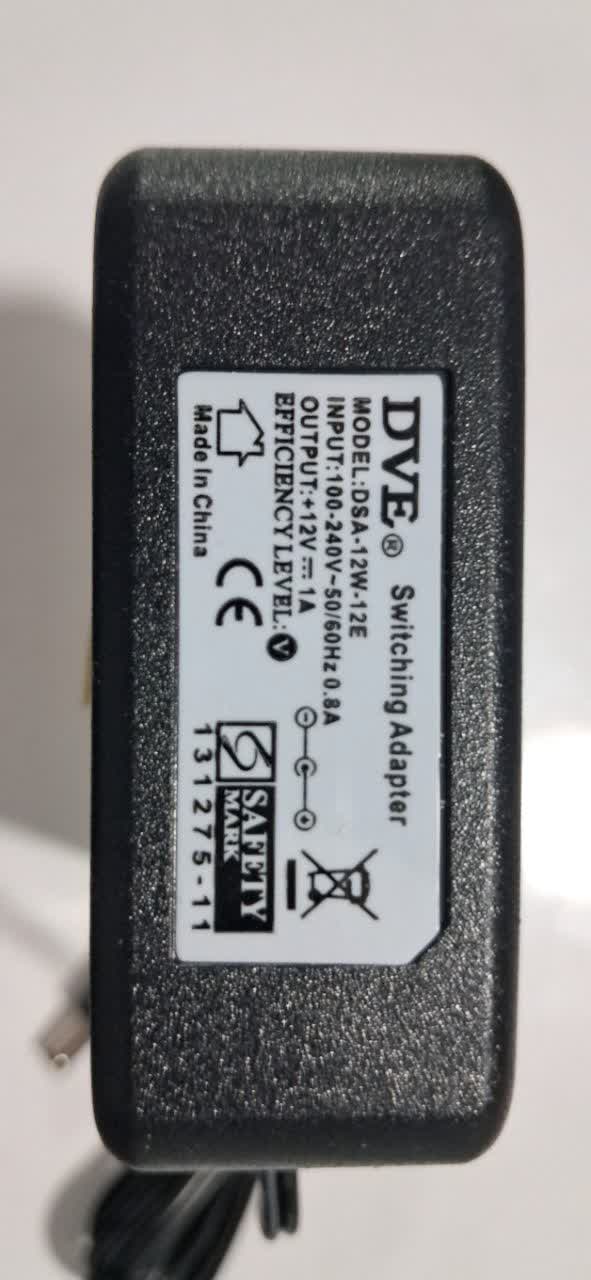 DVE® Switching Adapter
MODEL:DSA-12W-12E
INPUT:100-240V~50/60Hz 0.8A
OUTPUT:+12V⎓1A
EFFICIENCY LEVEL:V
CE
SAFETY
MARK
Made In China
131275-11